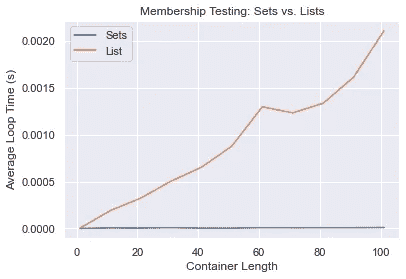 Membership Testing: Sets vs. Lists
Sets
List
Average Loop Time (s)
0.0020
0.0015
0.0010
0.0005
0.0000
0 20 40 60 80 100
Container Length